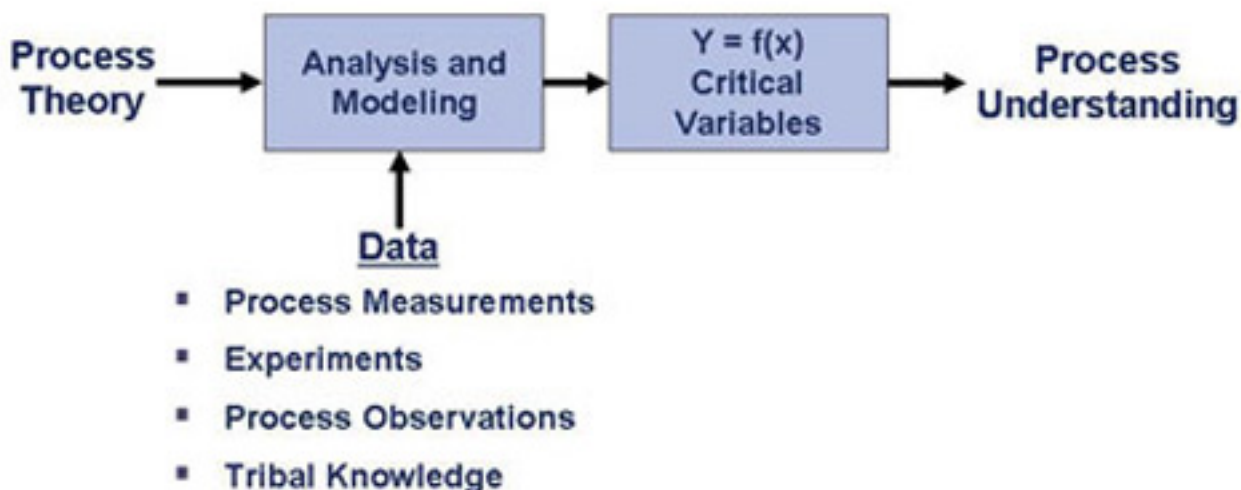 Process
Theory
Analysis and
Modeling
Y = f(x)
Critical
Variables
Process
Understanding
Data
▪ Process Measurements
▪ Experiments
▪ Process Observations
▪ Tribal Knowledge